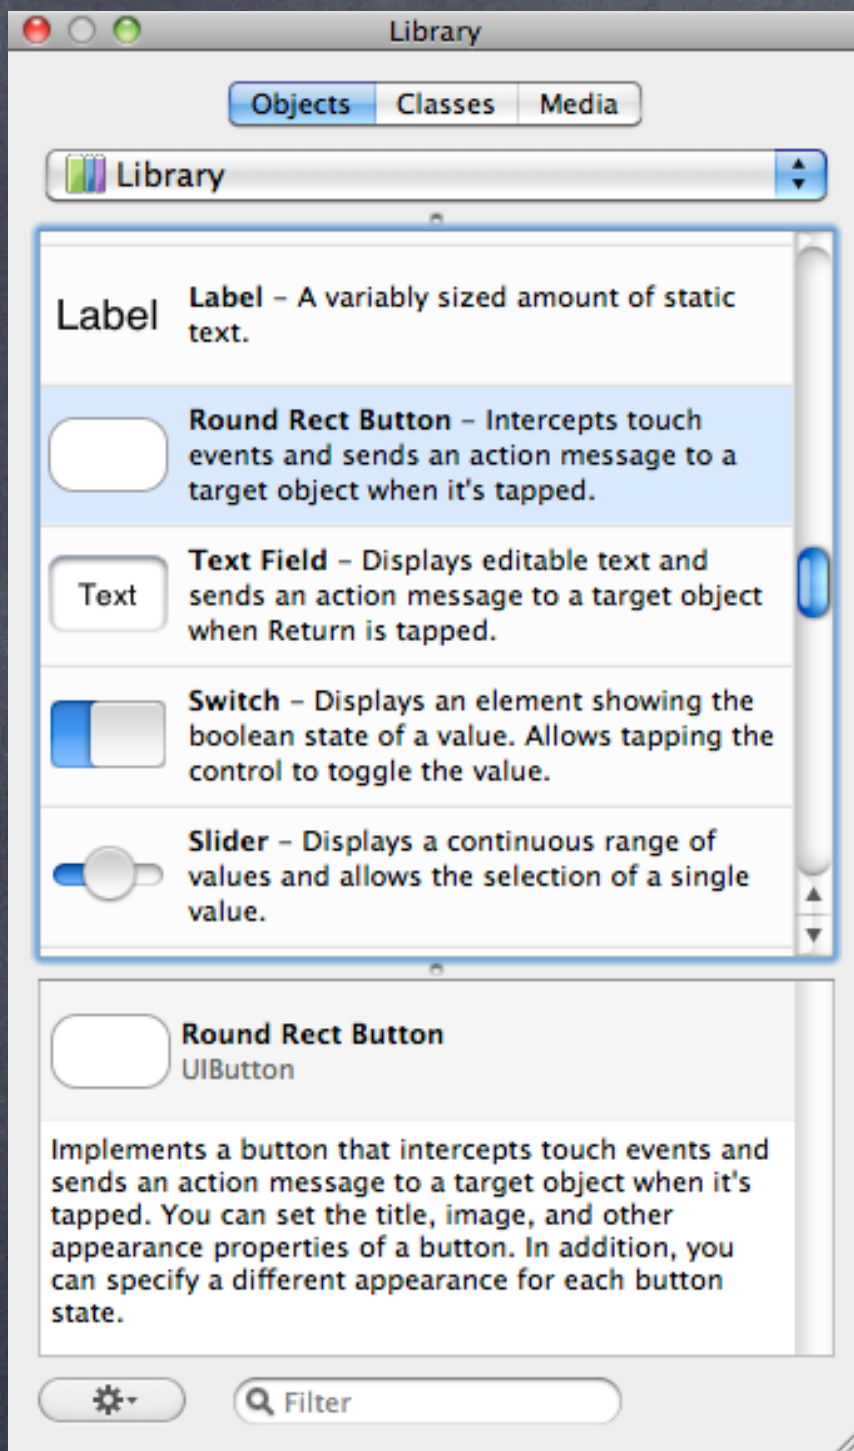 Library
Objects Classes Media
Library
Label
Label – A variably sized amount of static
text.
Round Rect Button – Intercepts touch
events and sends an action message to a
target object when it's tapped.
Text
Text Field – Displays editable text and
sends an action message to a target object
when Return is tapped.
Switch – Displays an element showing the
boolean state of a value. Allows tapping the
control to toggle the value.
Slider – Displays a continuous range of
values and allows the selection of a single
value.
Round Rect Button
UIButton
Implements a button that intercepts touch events and
sends an action message to a target object when it's
tapped. You can set the title, image, and other
appearance properties of a button. In addition, you
can specify a different appearance for each button
state.
Filter